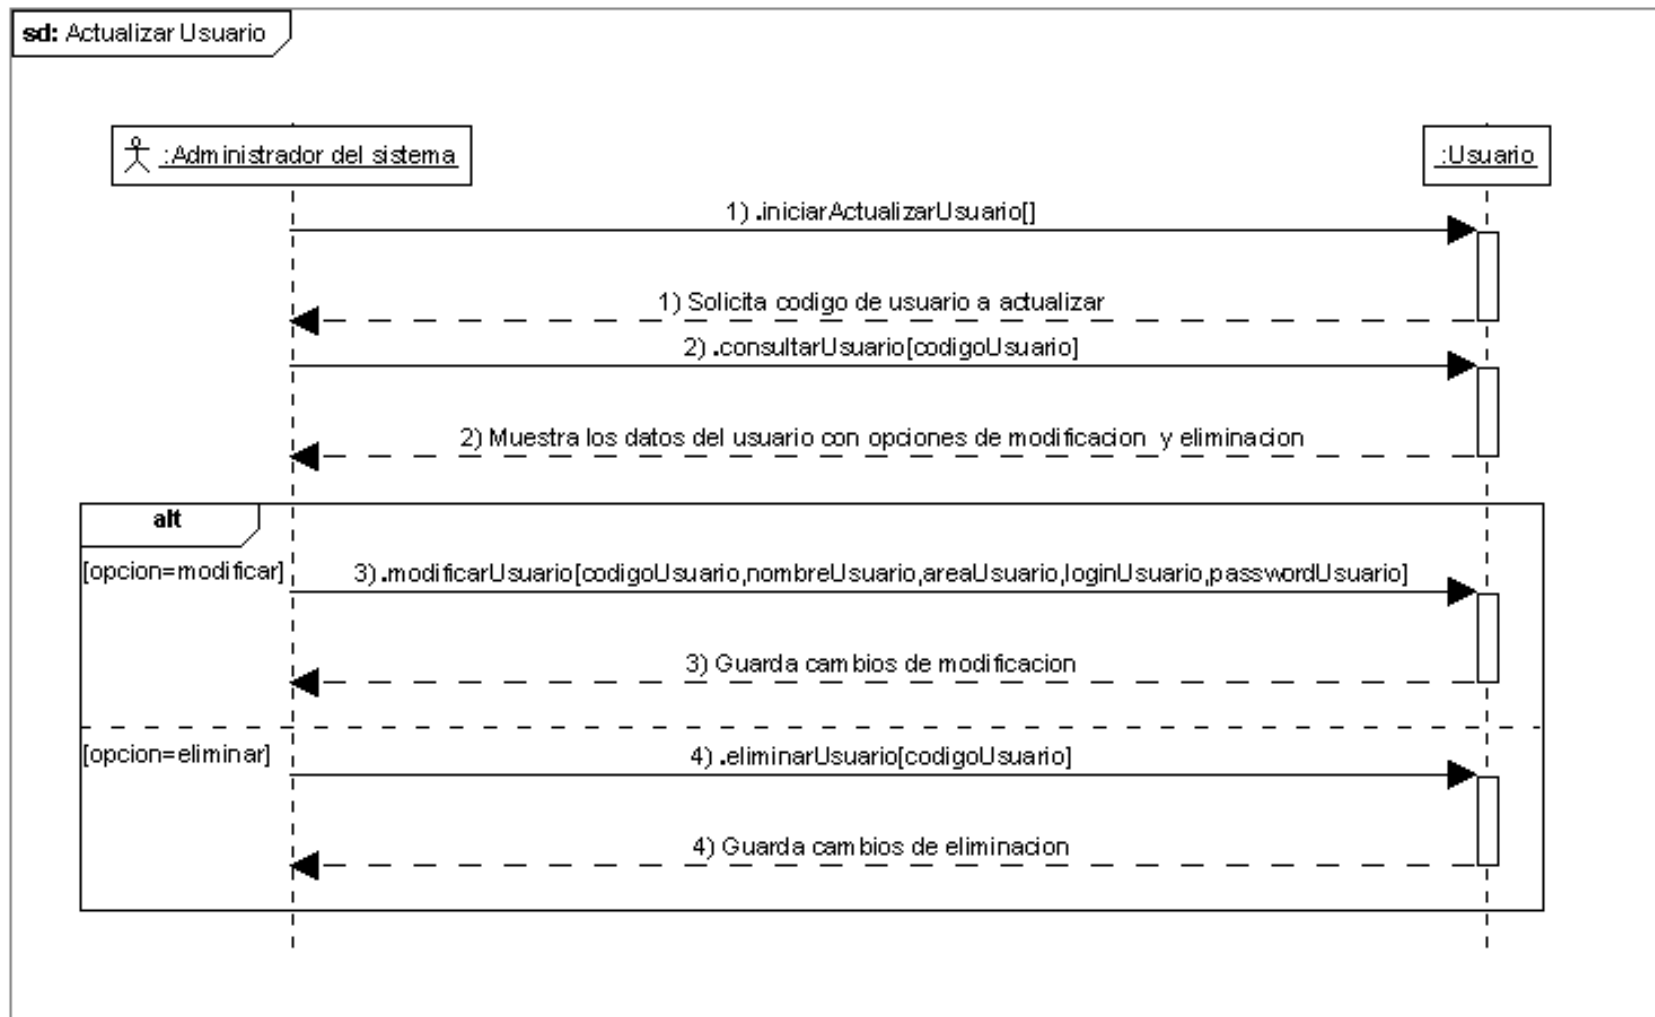 sd: Actualizar Usuario
:Administrador del sistema
:Usuario
1) .iniciarActualizarUsuario[]
1) Solicita codigo de usuario a actualizar
2) .consultarUsuario[codigoUsuario]
2) Muestra los datos del usuario con opciones de modificacion y eliminacion
alt
[opcion=modificar]
3) .modificarUsuario[codigoUsuario,nombreUsuario,areaUsuario,loginUsuario,passwordUsuario]
3) Guarda cambios de modificacion
[opcion=eliminar]
4) .eliminarUsuario[codigoUsuario]
4) Guarda cambios de eliminacion